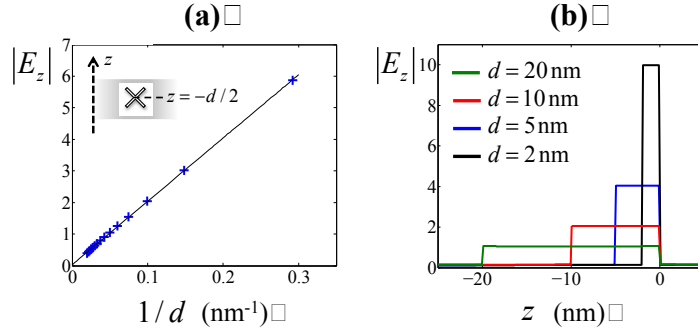 (a)□
|E_z|
7
6
5
4
3
2
1
0
z
z = −d / 2
0
0.1
0.2
0.3
1/d (nm⁻¹)□
(b)□
|E_z|
10
8
6
4
2
0
d = 20 nm
d = 10 nm
d = 5 nm
d = 2 nm
−20
−10
0
z (nm)□